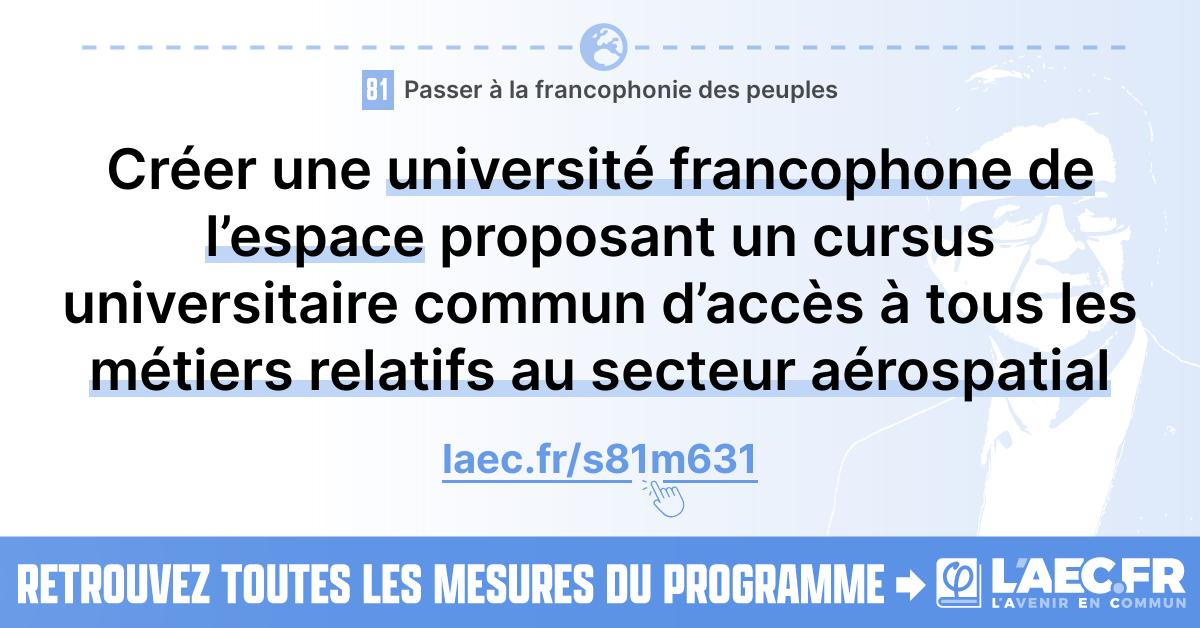 81 Passer à la francophonie des peuples
Créer une université francophone de
l’espace proposant un cursus
universitaire commun d’accès à tous les
métiers relatifs au secteur aérospatial
laec.fr/s81m631
RETROUVEZ TOUTES LES MESURES DU PROGRAMME
L'AEC.FR
L'AVENIR EN COMMUN